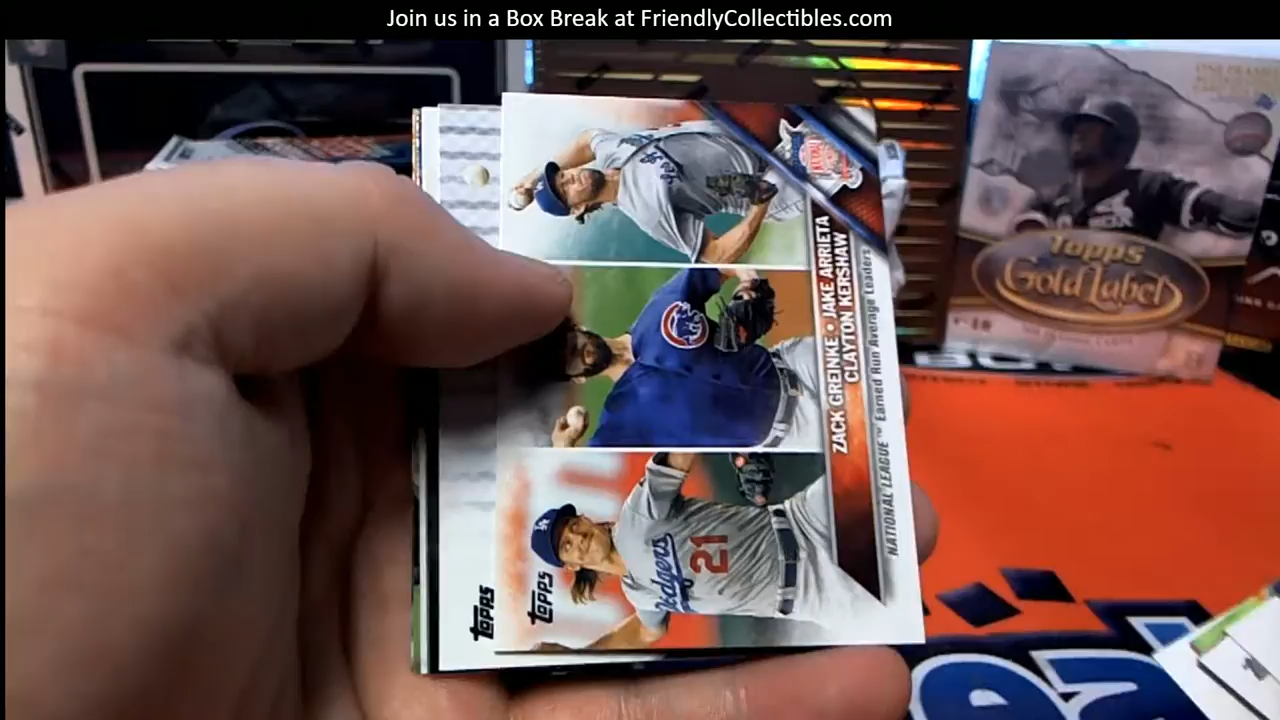 Join us in a Box Break at FriendlyCollectibles.com
ZACK GREINKE • JAKE ARRIETA
CLAYTON KERSHAW
NATIONAL LEAGUE™ Earned Run Average Leaders
Dodgers
21
TOPPS
TOPPS
Topps
Gold Label